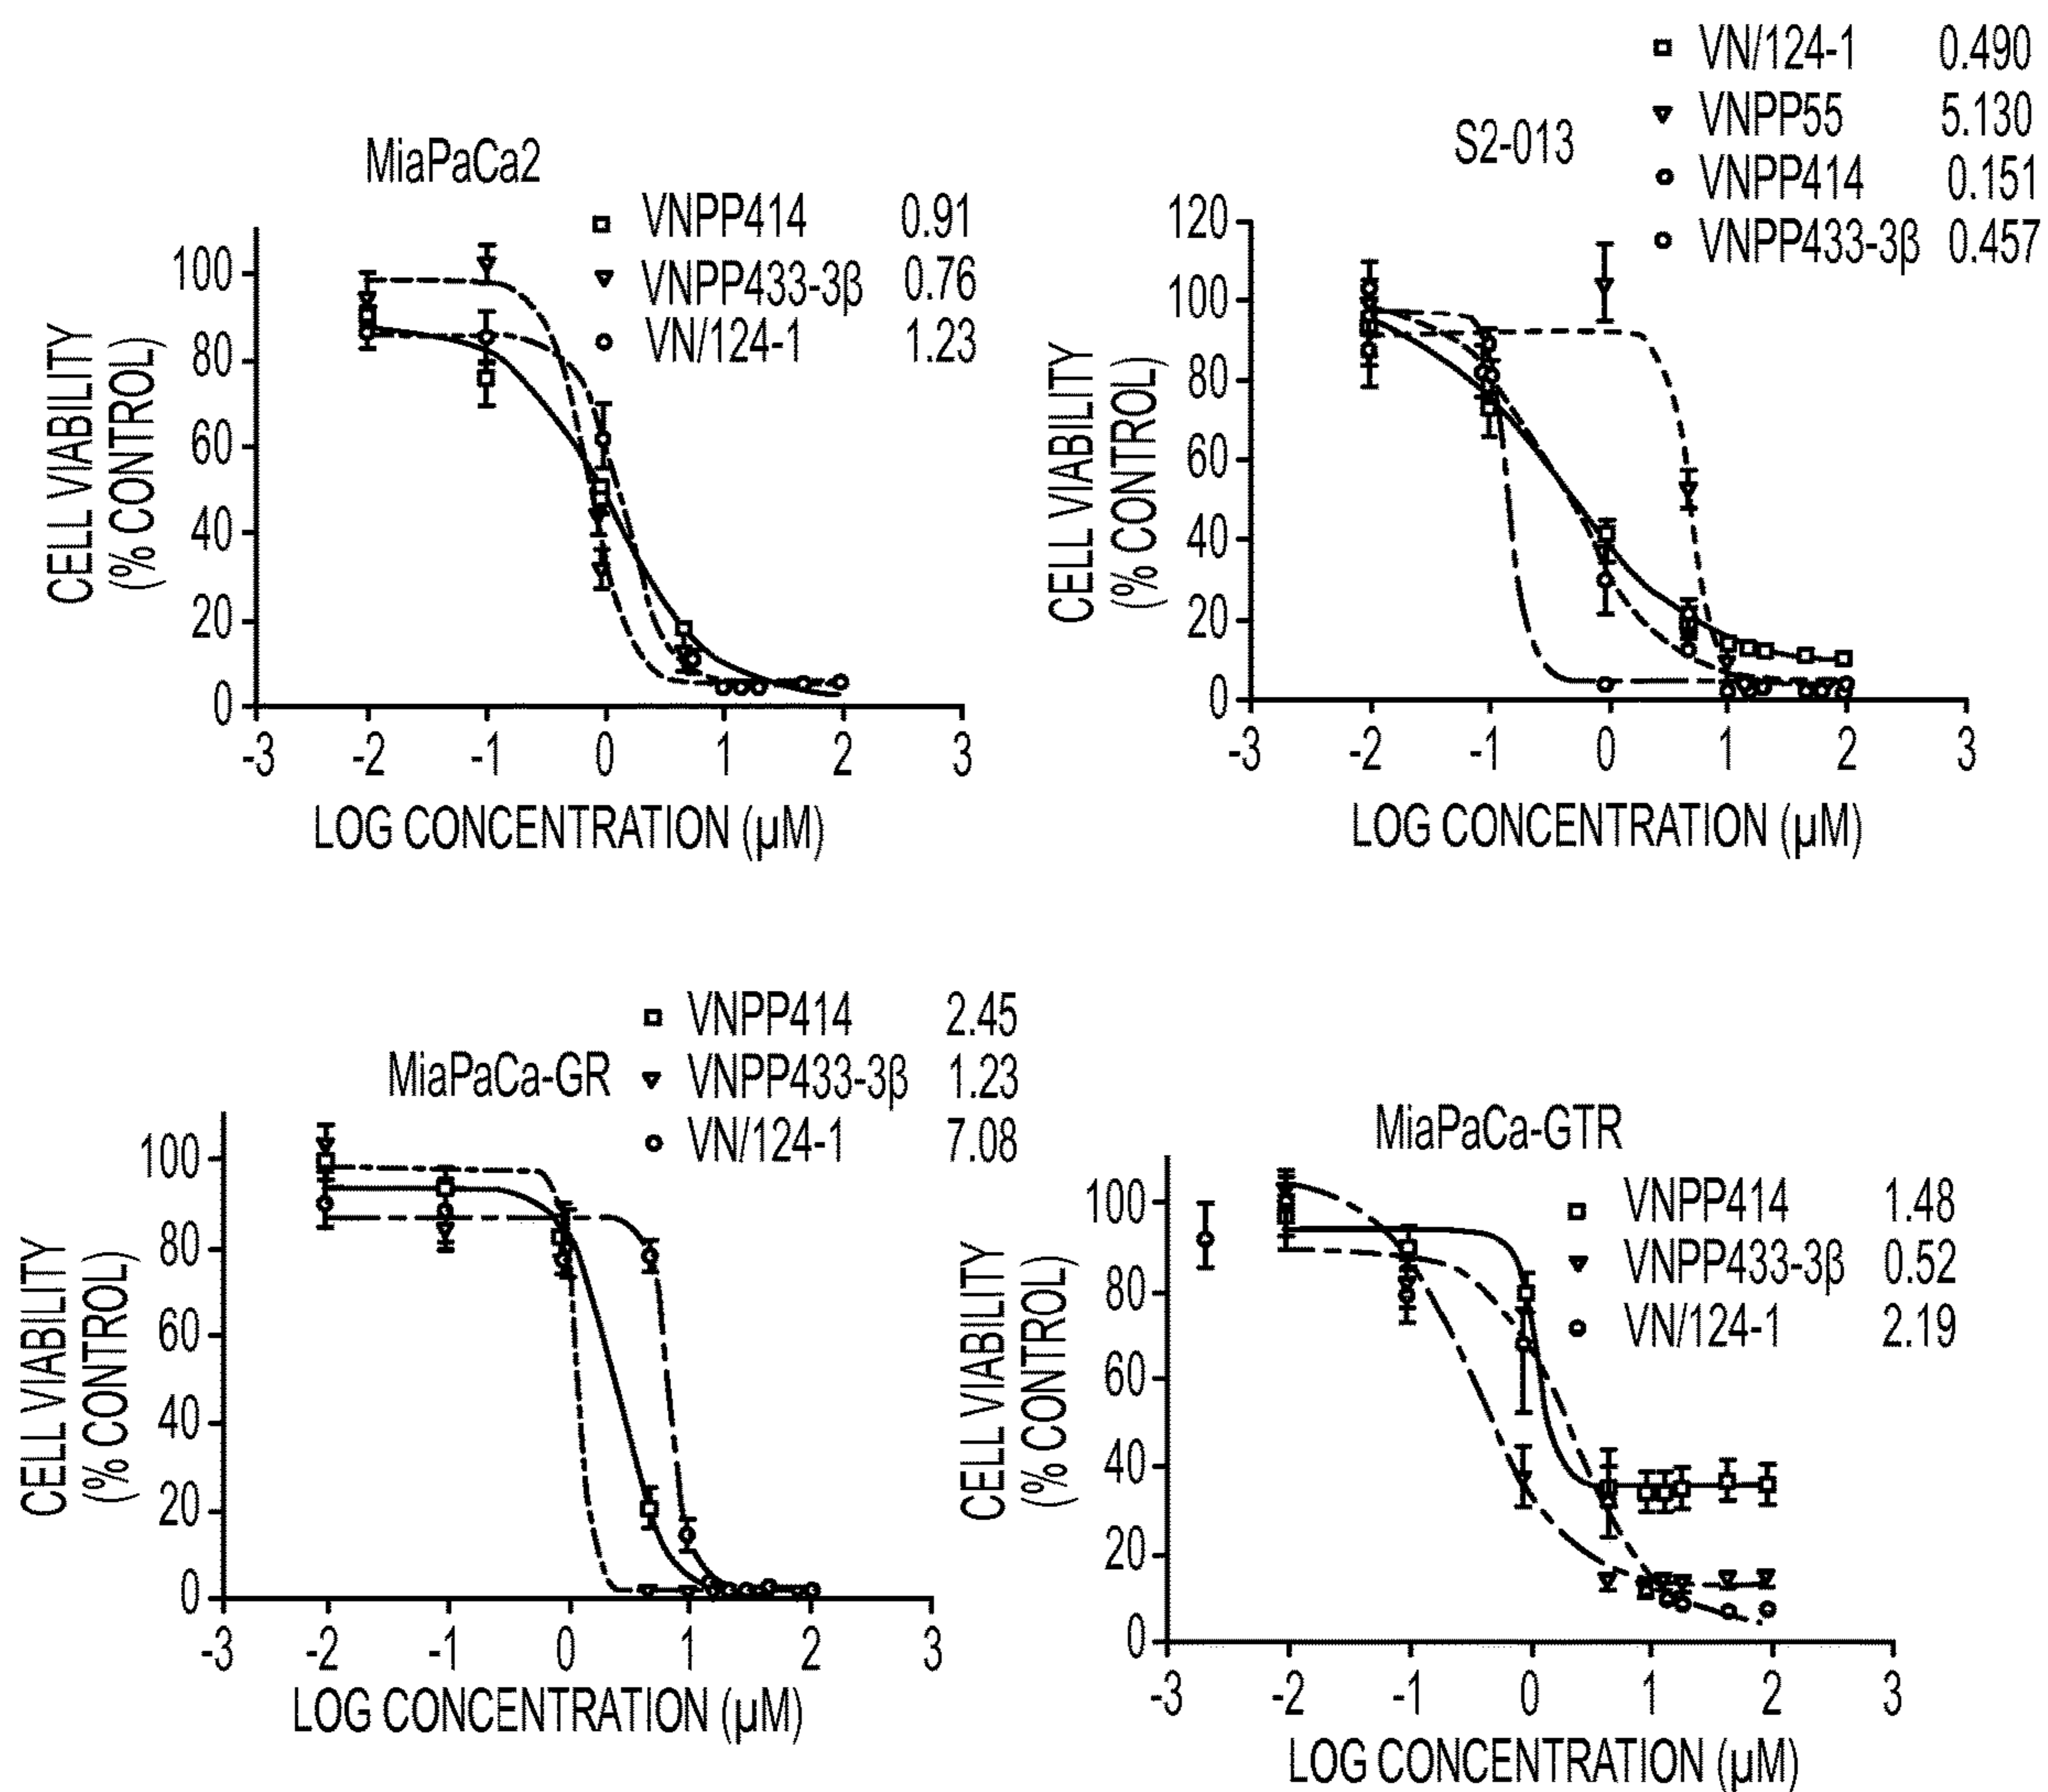 MiaPaCa2
VNPP414 0.91
VNPP433-3β 0.76
VN/124-1 1.23
CELL VIABILITY
(% CONTROL)
100
80
60
40
20
0
-3 -2 -1 0 1 2 3
LOG CONCENTRATION (µM)
S2-013
VN/124-1 0.490
VNPP55 5.130
VNPP414 0.151
VNPP433-3β 0.457
CELL VIABILITY
(% CONTROL)
120
100
80
60
40
20
0
-3 -2 -1 0 1 2 3
LOG CONCENTRATION (µM)
MiaPaCa-GR
VNPP414 2.45
VNPP433-3β 1.23
VN/124-1 7.08
CELL VIABILITY
(% CONTROL)
100
80
60
40
20
0
-3 -2 -1 0 1 2 3
LOG CONCENTRATION (µM)
MiaPaCa-GTR
VNPP414 1.48
VNPP433-3β 0.52
VN/124-1 2.19
CELL VIABILITY
(% CONTROL)
100
80
60
40
20
0
-3 -2 -1 0 1 2 3
LOG CONCENTRATION (µM)